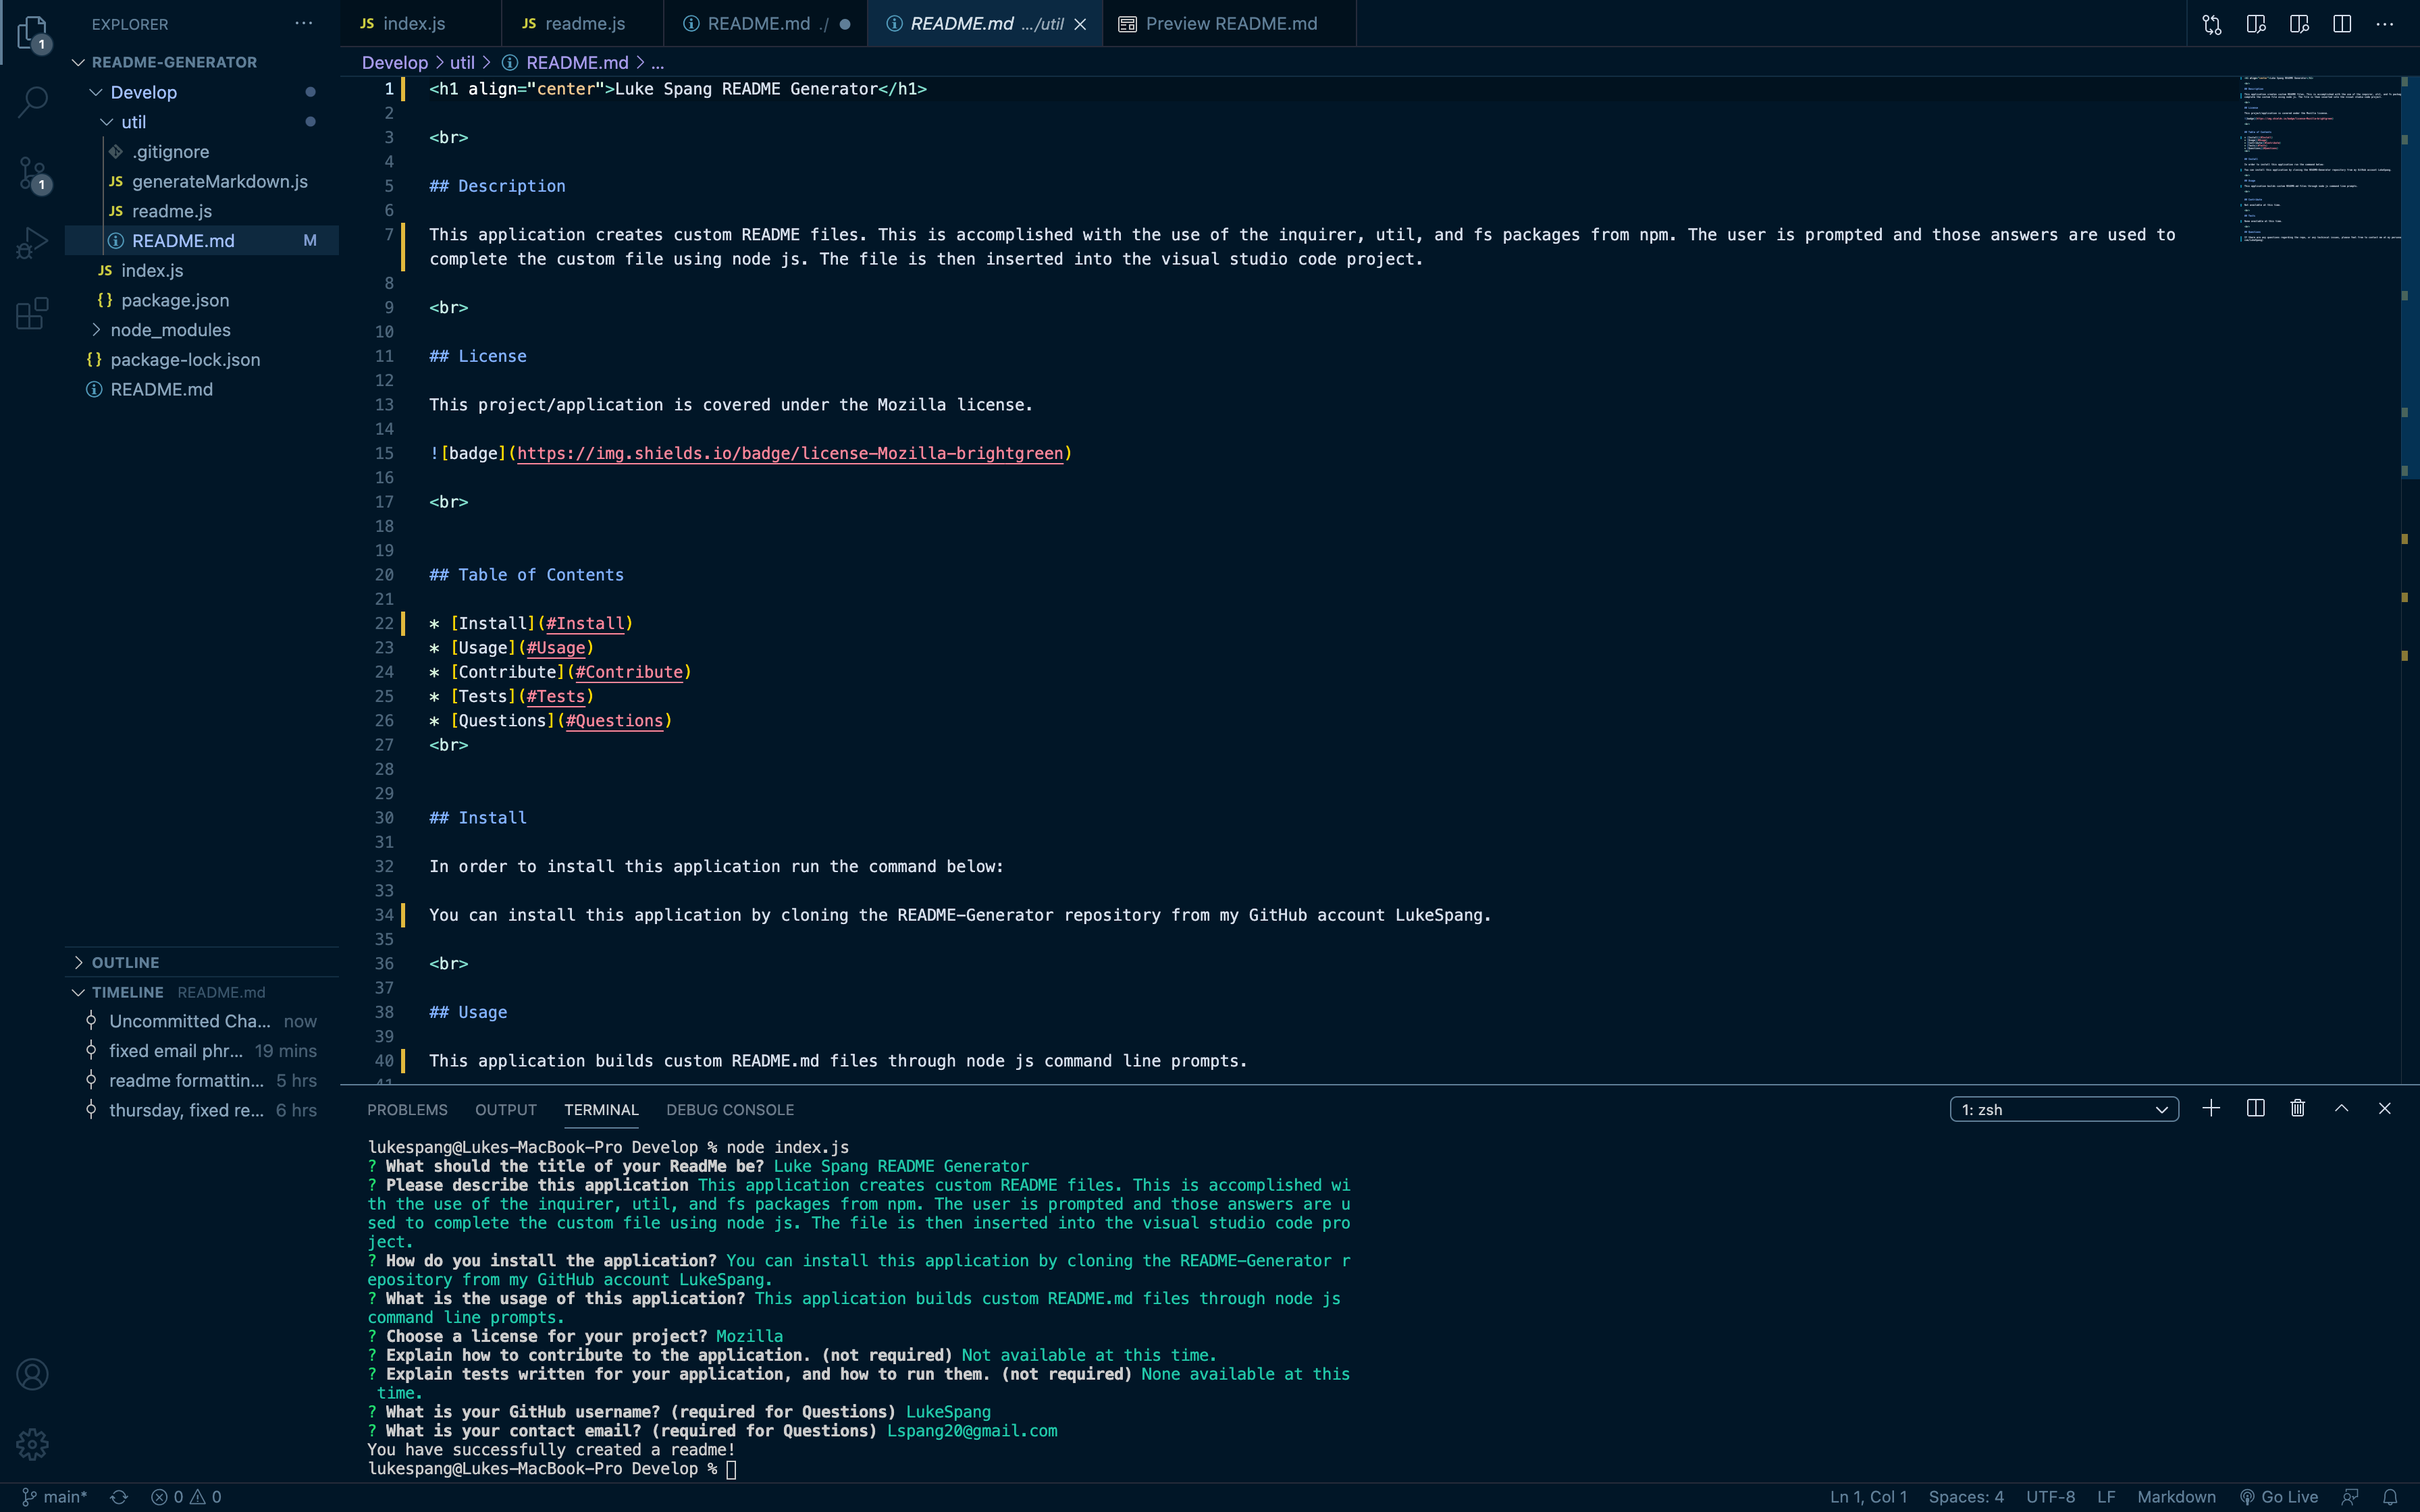 EXPLORER
README-GENERATOR
Develop
util
.gitignore
JS generateMarkdown.js
JS readme.js
README.md M
JS index.js
{} package.json
node_modules
{} package-lock.json
README.md
OUTLINE
TIMELINE README.md
Uncommitted Cha... now
fixed email phr... 19 mins
readme formattin... 5 hrs
thursday, fixed re... 6 hrs
1
1
JS index.js
JS readme.js
README.md ./
README.md .../util
Preview README.md
Develop > util > README.md > ...
1 <h1 align="center">Luke Spang README Generator</h1>
2
3 <br>
4
5 ## Description
6
7 This application creates custom README files. This is accomplished with the use of the inquirer, util, and fs packages from npm. The user is prompted and those answers are used to
complete the custom file using node js. The file is then inserted into the visual studio code project.
8
9 <br>
10
11 ## License
12
13 This project/application is covered under the Mozilla license.
14
15 ![badge](https://img.shields.io/badge/license-Mozilla-brightgreen)
16
17 <br>
18
19
20 ## Table of Contents
21
22 * [Install](#Install)
23 * [Usage](#Usage)
24 * [Contribute](#Contribute)
25 * [Tests](#Tests)
26 * [Questions](#Questions)
27 <br>
28
29
30 ## Install
31
32 In order to install this application run the command below:
33
34 You can install this application by cloning the README-Generator repository from my GitHub account LukeSpang.
35
36 <br>
37
38 ## Usage
39
40 This application builds custom README.md files through node js command line prompts.
41
PROBLEMS OUTPUT TERMINAL DEBUG CONSOLE
1: zsh
lukespang@Lukes-MacBook-Pro Develop % node index.js
? What should the title of your ReadMe be? Luke Spang README Generator
? Please describe this application This application creates custom README files. This is accomplished wi
th the use of the inquirer, util, and fs packages from npm. The user is prompted and those answers are u
sed to complete the custom file using node js. The file is then inserted into the visual studio code pro
ject.
? How do you install the application? You can install this application by cloning the README-Generator r
epository from my GitHub account LukeSpang.
? What is the usage of this application? This application builds custom README.md files through node js
command line prompts.
? Choose a license for your project? Mozilla
? Explain how to contribute to the application. (not required) Not available at this time.
? Explain tests written for your application, and how to run them. (not required) None available at this
time.
? What is your GitHub username? (required for Questions) LukeSpang
? What is your contact email? (required for Questions) Lspang20@gmail.com
You have successfully created a readme!
lukespang@Lukes-MacBook-Pro Develop %
main* 0 0
Ln 1, Col 1 Spaces: 4 UTF-8 LF Markdown Go Live